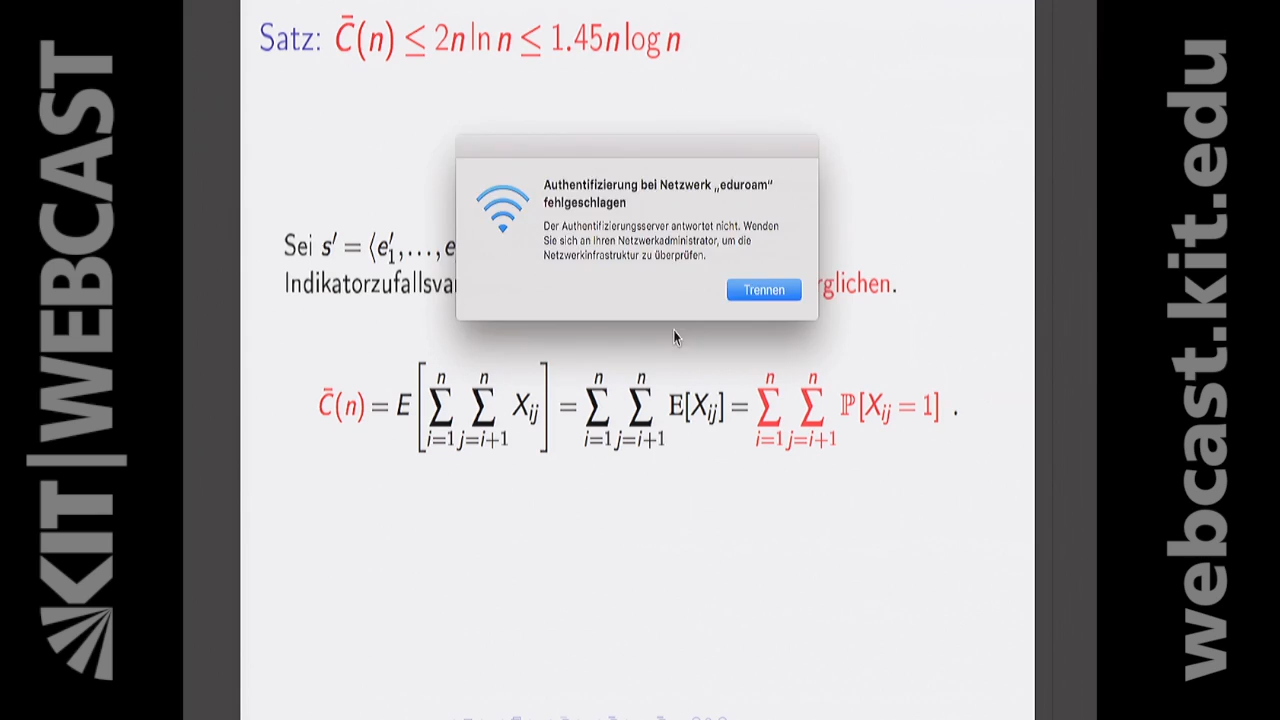 KIT|WEBCAST
Satz: C̄(n) ≤ 2n ln n ≤ 1.45n log n
Authentifizierung bei Netzwerk „eduroam“
fehlgeschlagen
Der Authentifizierungsserver antwortet nicht. Wenden
Sie sich an Ihren Netzwerkadministrator, um die
Netzwerkinfrastruktur zu überprüfen.
Trennen
Sei s′ = ⟨e′₁,…,e
Indikatorzufallsva rglichen.
C̄(n) = E[∑_{i=1}^{n} ∑_{j=i+1}^{n} X_{ij}] = ∑_{i=1}^{n} ∑_{j=i+1}^{n} E[X_{ij}] = ∑_{i=1}^{n} ∑_{j=i+1}^{n} ℙ[X_{ij} = 1] .
webcast.kit.edu